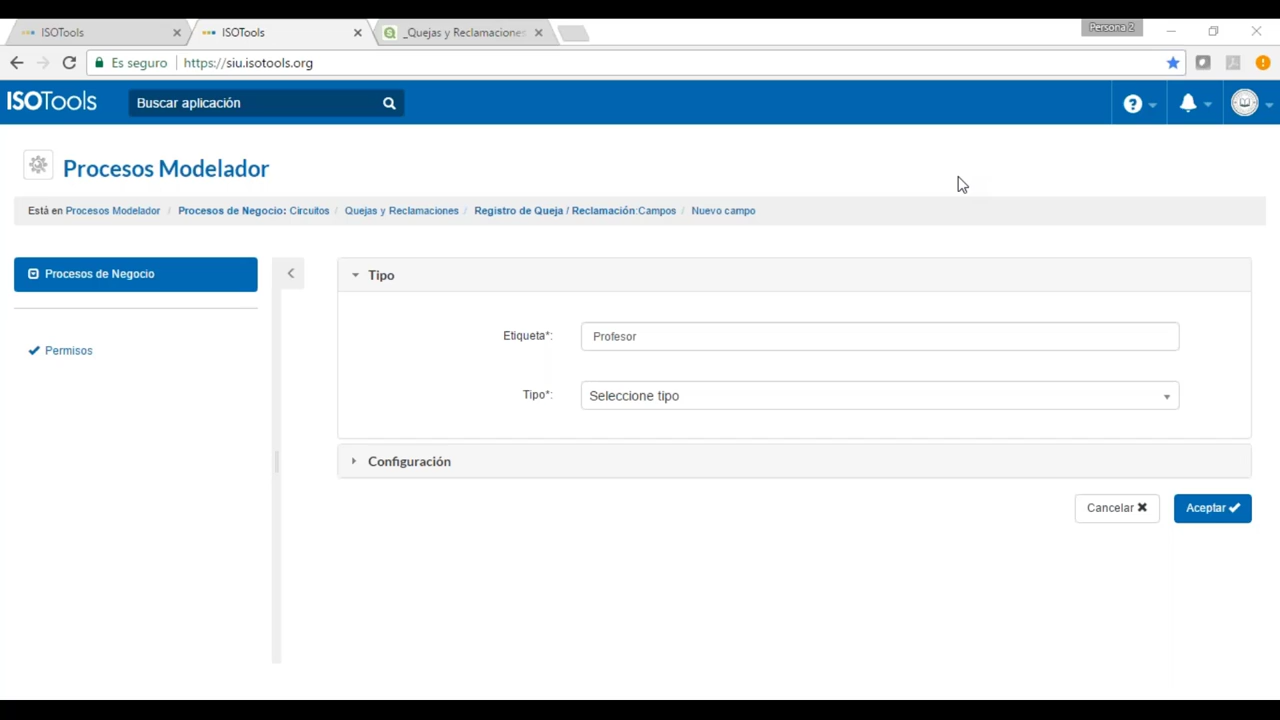 Persona 2
ISOTools
ISOTools
_Quejas y Reclamaciones
Es seguro
https://siu.isotools.org
ISOTools
Buscar aplicación
Procesos Modelador
Está en Procesos Modelador / Procesos de Negocio: Circuitos / Quejas y Reclamaciones / Registro de Queja / Reclamación:Campos / Nuevo campo
Procesos de Negocio
Permisos
Tipo
Etiqueta*:
Profesor
Tipo*:
Seleccione tipo
Configuración
Cancelar
Aceptar